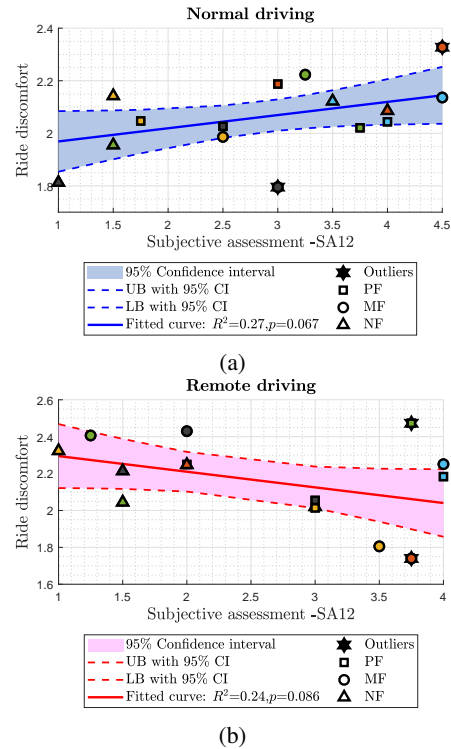 Normal driving
Ride discomfort
2.4
2.2
2
1.8
1 1.5 2 2.5 3 3.5 4 4.5
Subjective assessment -SA12
95% Confidence interval Outliers
UB with 95% CI PF
LB with 95% CI MF
Fitted curve: R²=0.27,p=0.067 NF
(a)
Remote driving
Ride discomfort
2.6
2.4
2.2
2
1.8
1.6
1 1.5 2 2.5 3 3.5 4
Subjective assessment -SA12
95% Confidence interval Outliers
UB with 95% CI PF
LB with 95% CI MF
Fitted curve: R²=0.24,p=0.086 NF
(b)